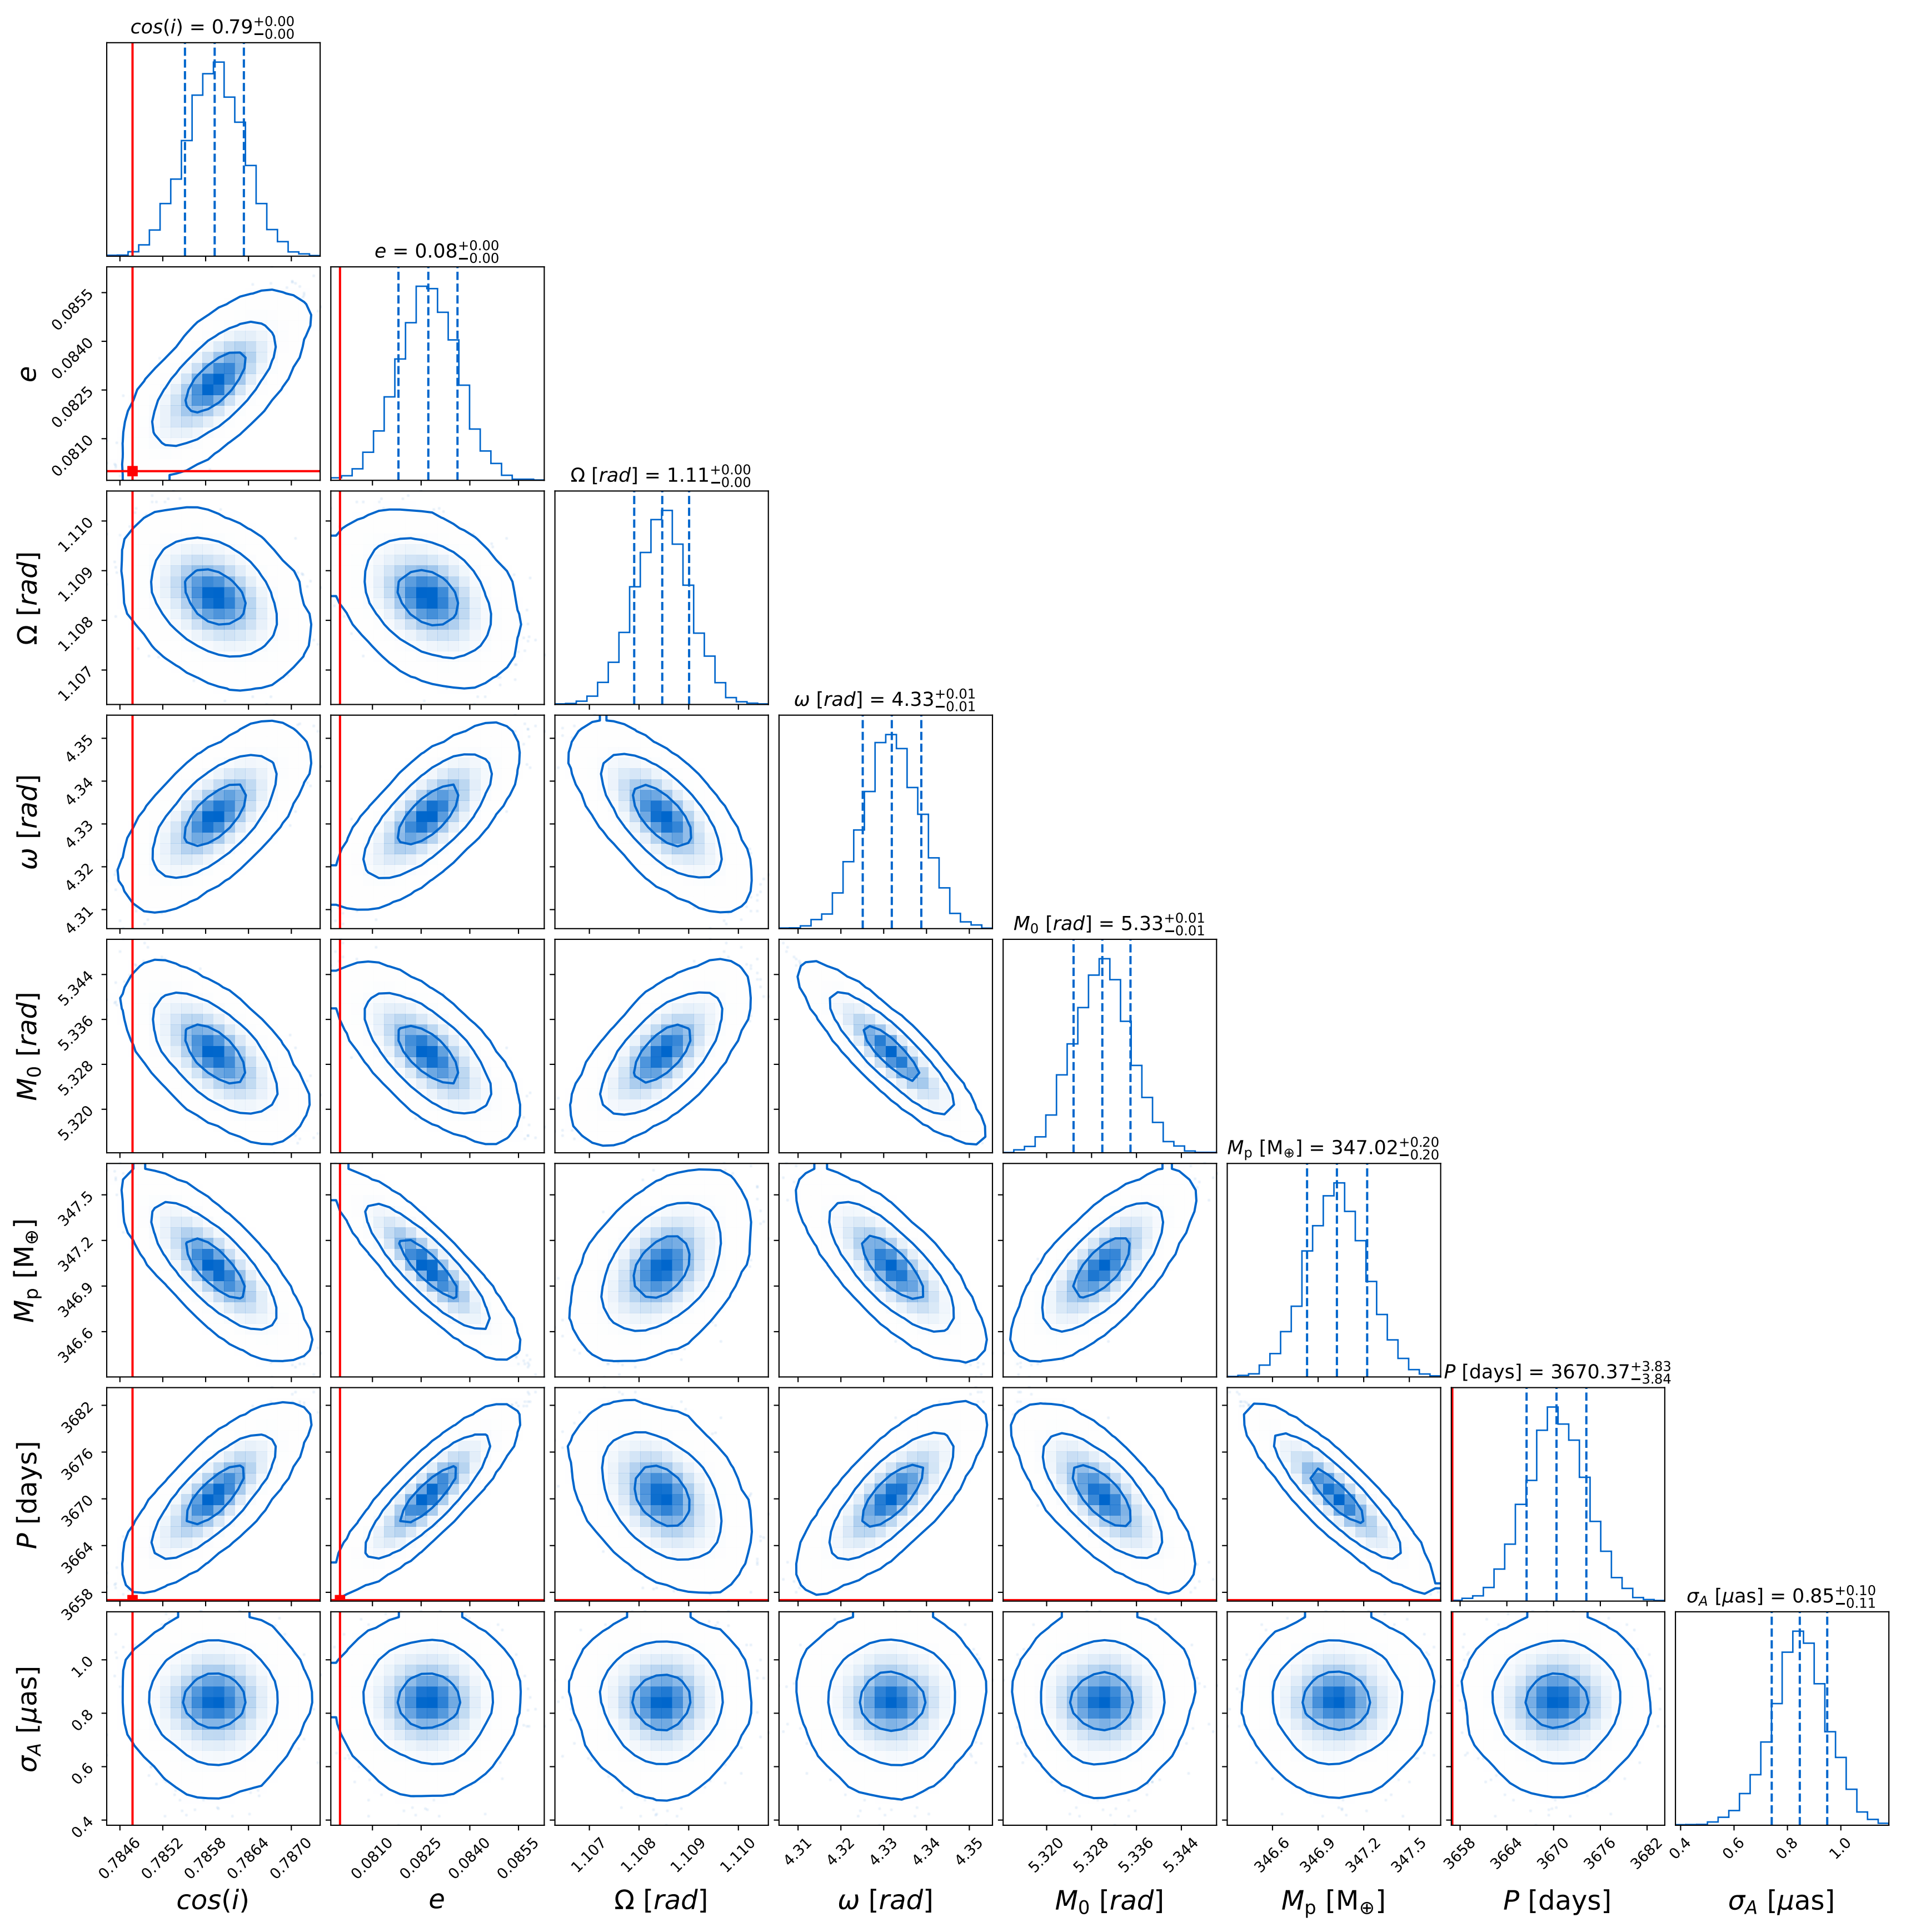 cos(i) = 0.79+0.00 −0.00
e = 0.08+0.00 −0.00
0.0855
0.0840
0.0825
0.0810
e
Ω [rad] = 1.11+0.00 −0.00
1.110
1.109
1.108
1.107
Ω [rad]
ω [rad] = 4.33+0.01 −0.01
4.35
4.34
4.33
4.32
4.31
ω [rad]
M0 [rad] = 5.33+0.01 −0.01
5.344
5.336
5.328
5.320
M0 [rad]
Mp [M⊕] = 347.02+0.20 −0.20
347.5
347.2
346.9
346.6
Mp [M⊕]
P [days] = 3670.37+3.83 −3.84
3682
3676
3670
3664
3658
P [days]
σA [μas] = 0.85+0.10 −0.11
1.0
0.8
0.6
0.4
σA [μas]
0.7846 0.7852 0.7858 0.7864 0.7870 0.0810 0.0825 0.0840 0.0855 1.107 1.108 1.109 1.110 4.31 4.32 4.33 4.34 4.35 5.320 5.328 5.336 5.344 346.6 346.9 347.2 347.5 3658 3664 3670 3676 3682 0.4 0.6 0.8 1.0
cos(i) e Ω [rad] ω [rad] M0 [rad] Mp [M⊕] P [days] σA [μas]